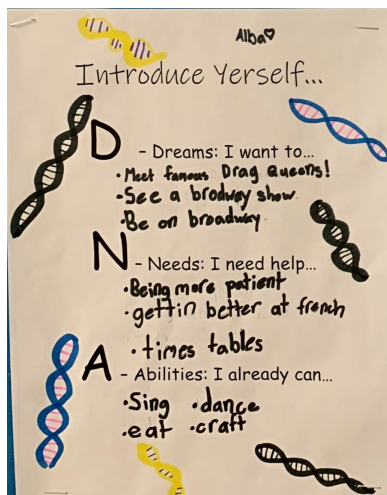 Alba♡
Introduce Yerself...
D - Dreams: I want to...
•Meet famous Drag Queens!
•See a brodway show
•Be on broadway
N - Needs: I need help...
•Being more patient
•gettin better at french
•times tables
A - Abilities: I already can...
•Sing •dance
•eat •craft